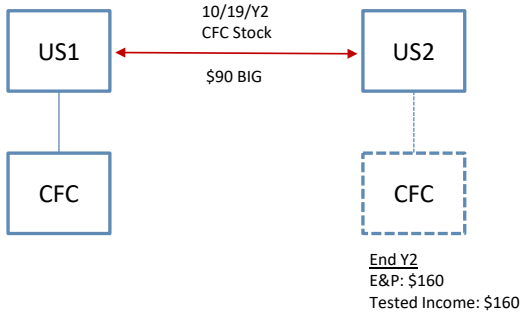 10/19/Y2
CFC Stock
US1
US2
$90 BIG
CFC
CFC
End Y2
E&P: $160
Tested Income: $160